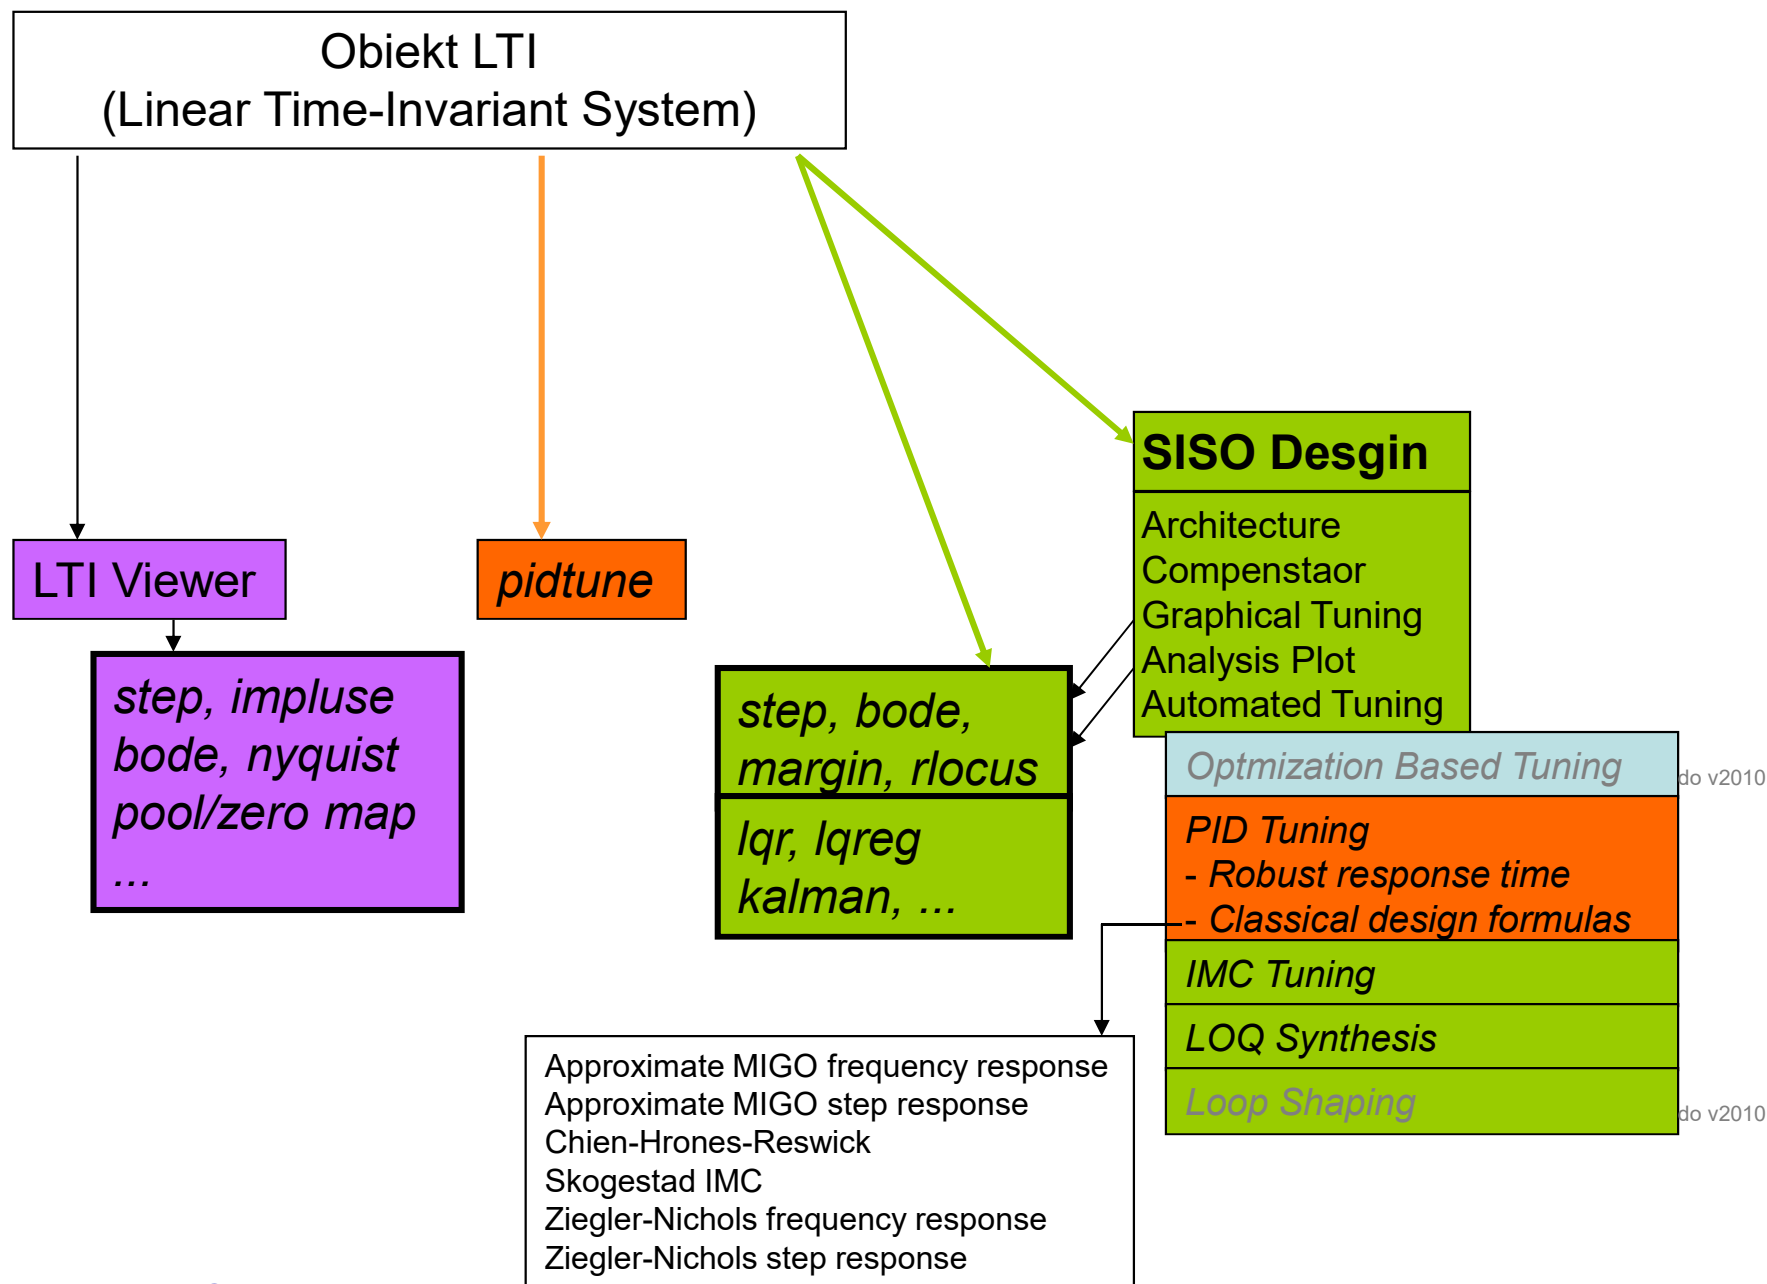 Obiekt LTI
(Linear Time-Invariant System)
LTI Viewer
step, impluse
bode, nyquist
pool/zero map
...
pidtune
step, bode,
margin, rlocus
lqr, lqreg
kalman, ...
SISO Desgin
Architecture
Compenstaor
Graphical Tuning
Analysis Plot
Automated Tuning
Optmization Based Tuning
do v2010
PID Tuning
- Robust response time
- Classical design formulas
IMC Tuning
LOQ Synthesis
Loop Shaping
do v2010
Approximate MIGO frequency response
Approximate MIGO step response
Chien-Hrones-Reswick
Skogestad IMC
Ziegler-Nichols frequency response
Ziegler-Nichols step response